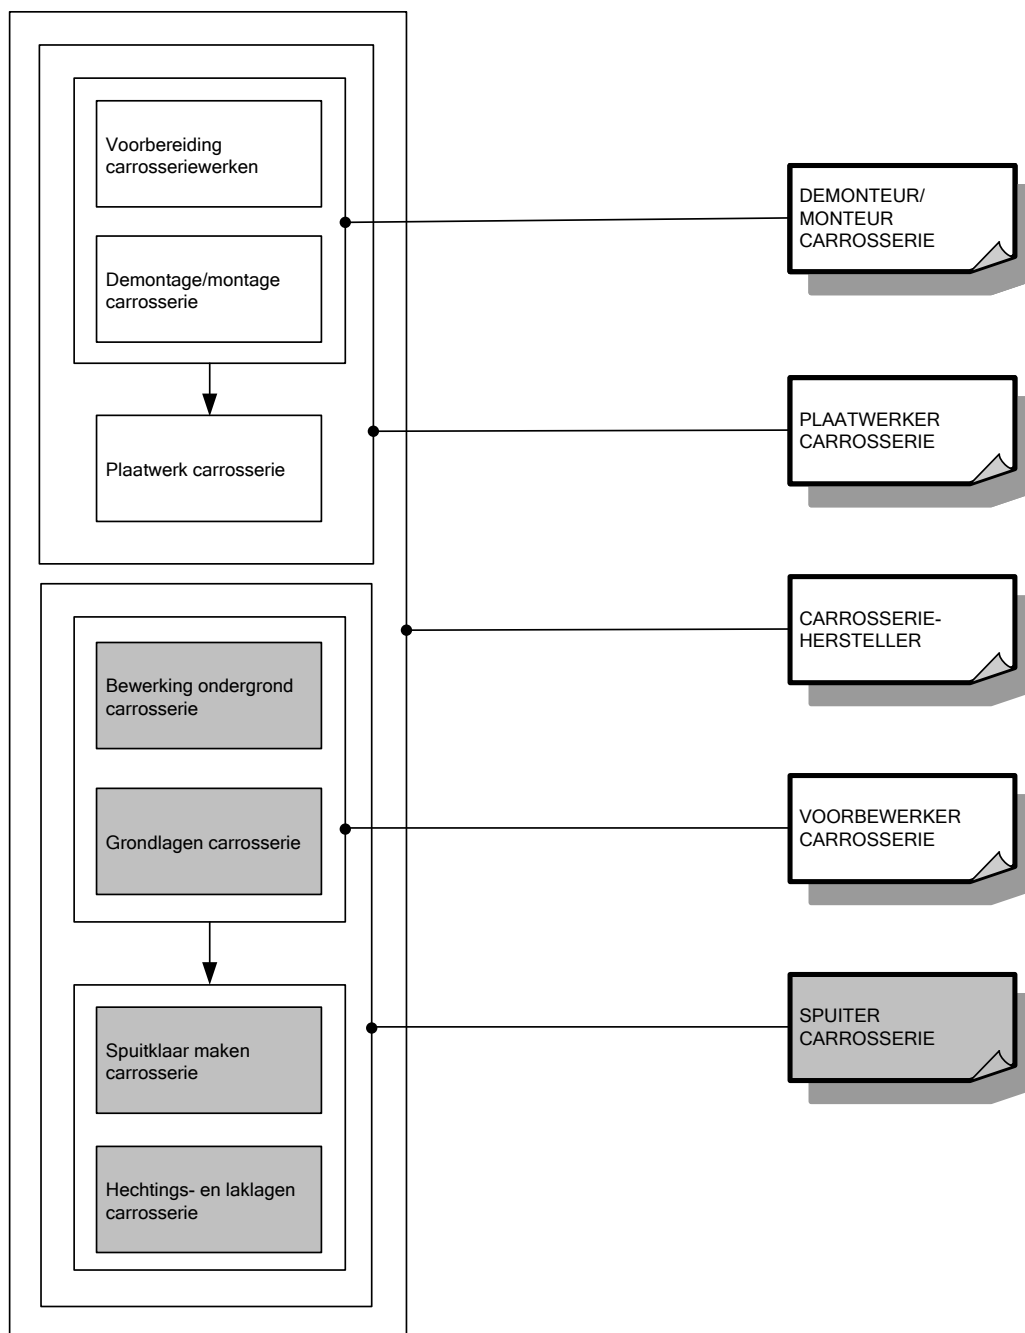 Voorbereiding
carrosseriewerken
Demontage/montage
carrosserie
Plaatwerk carrosserie
Bewerking ondergrond
carrosserie
Grondlagen carrosserie
Spuitklaar maken
carrosserie
Hechtings- en laklagen
carrosserie
DEMONTEUR/
MONTEUR
CARROSSERIE
PLAATWERKER
CARROSSERIE
CARROSSERIE-
HERSTELLER
VOORBEWERKER
CARROSSERIE
SPUITER
CARROSSERIE